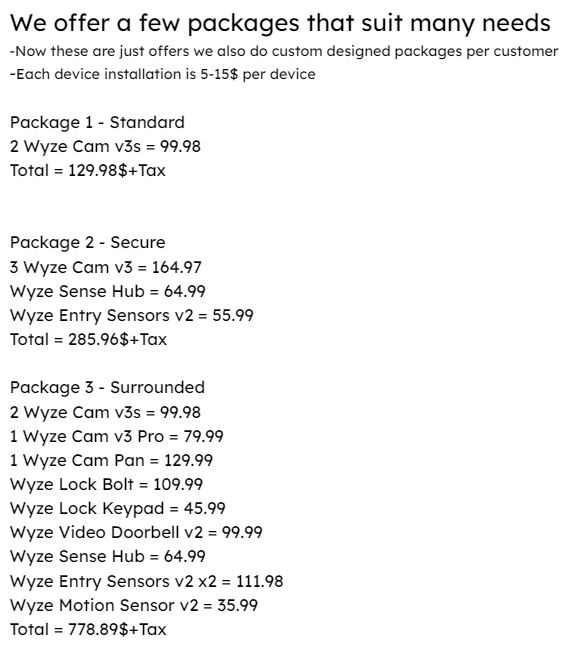 We offer a few packages that suit many needs
-Now these are just offers we also do custom designed packages per customer
-Each device installation is 5-15$ per device
Package 1 - Standard
2 Wyze Cam v3s = 99.98
Total = 129.98$+Tax
Package 2 - Secure
3 Wyze Cam v3 = 164.97
Wyze Sense Hub = 64.99
Wyze Entry Sensors v2 = 55.99
Total = 285.96$+Tax
Package 3 - Surrounded
2 Wyze Cam v3s = 99.98
1 Wyze Cam v3 Pro = 79.99
1 Wyze Cam Pan = 129.99
Wyze Lock Bolt = 109.99
Wyze Lock Keypad = 45.99
Wyze Video Doorbell v2 = 99.99
Wyze Sense Hub = 64.99
Wyze Entry Sensors v2 x2 = 111.98
Wyze Motion Sensor v2 = 35.99
Total = 778.89$+Tax